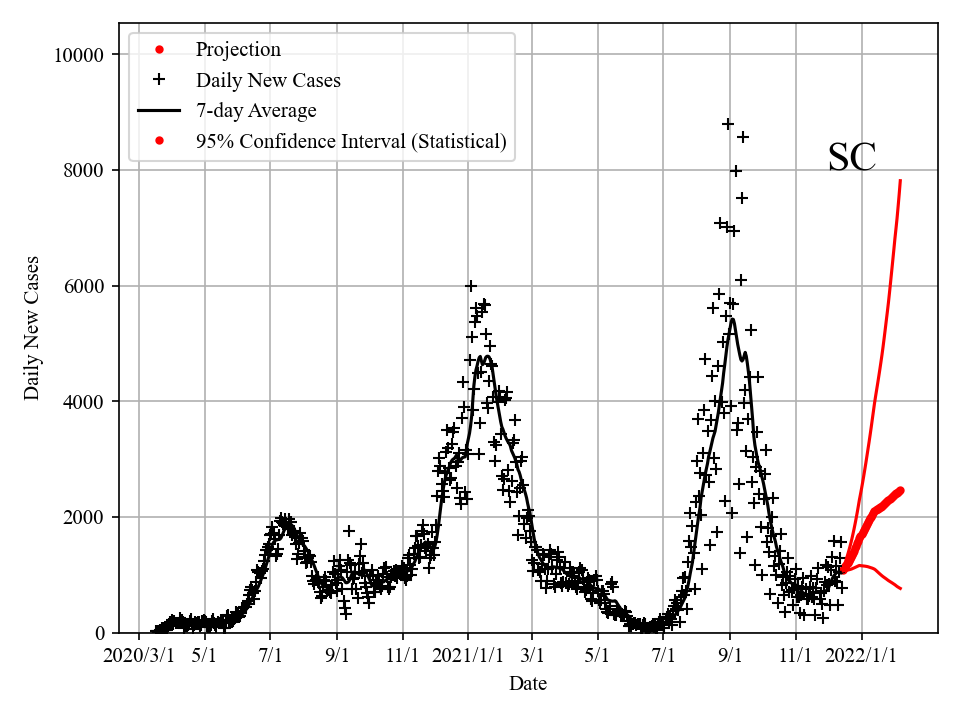 Projection
Daily New Cases
7-day Average
95% Confidence Interval (Statistical)
SC
10000
8000
6000
4000
2000
0
Daily New Cases
2020/3/1 5/1 7/1 9/1 11/1 2021/1/1 3/1 5/1 7/1 9/1 11/1 2022/1/1
Date